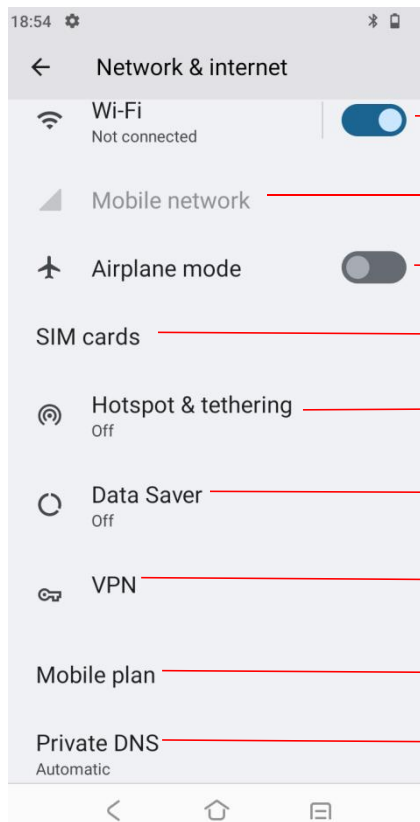 18:54
Network & internet
Wi-Fi
Not connected
Mobile network
Airplane mode
SIM cards
Hotspot & tethering
Off
Data Saver
Off
VPN
Mobile plan
Private DNS
Automatic